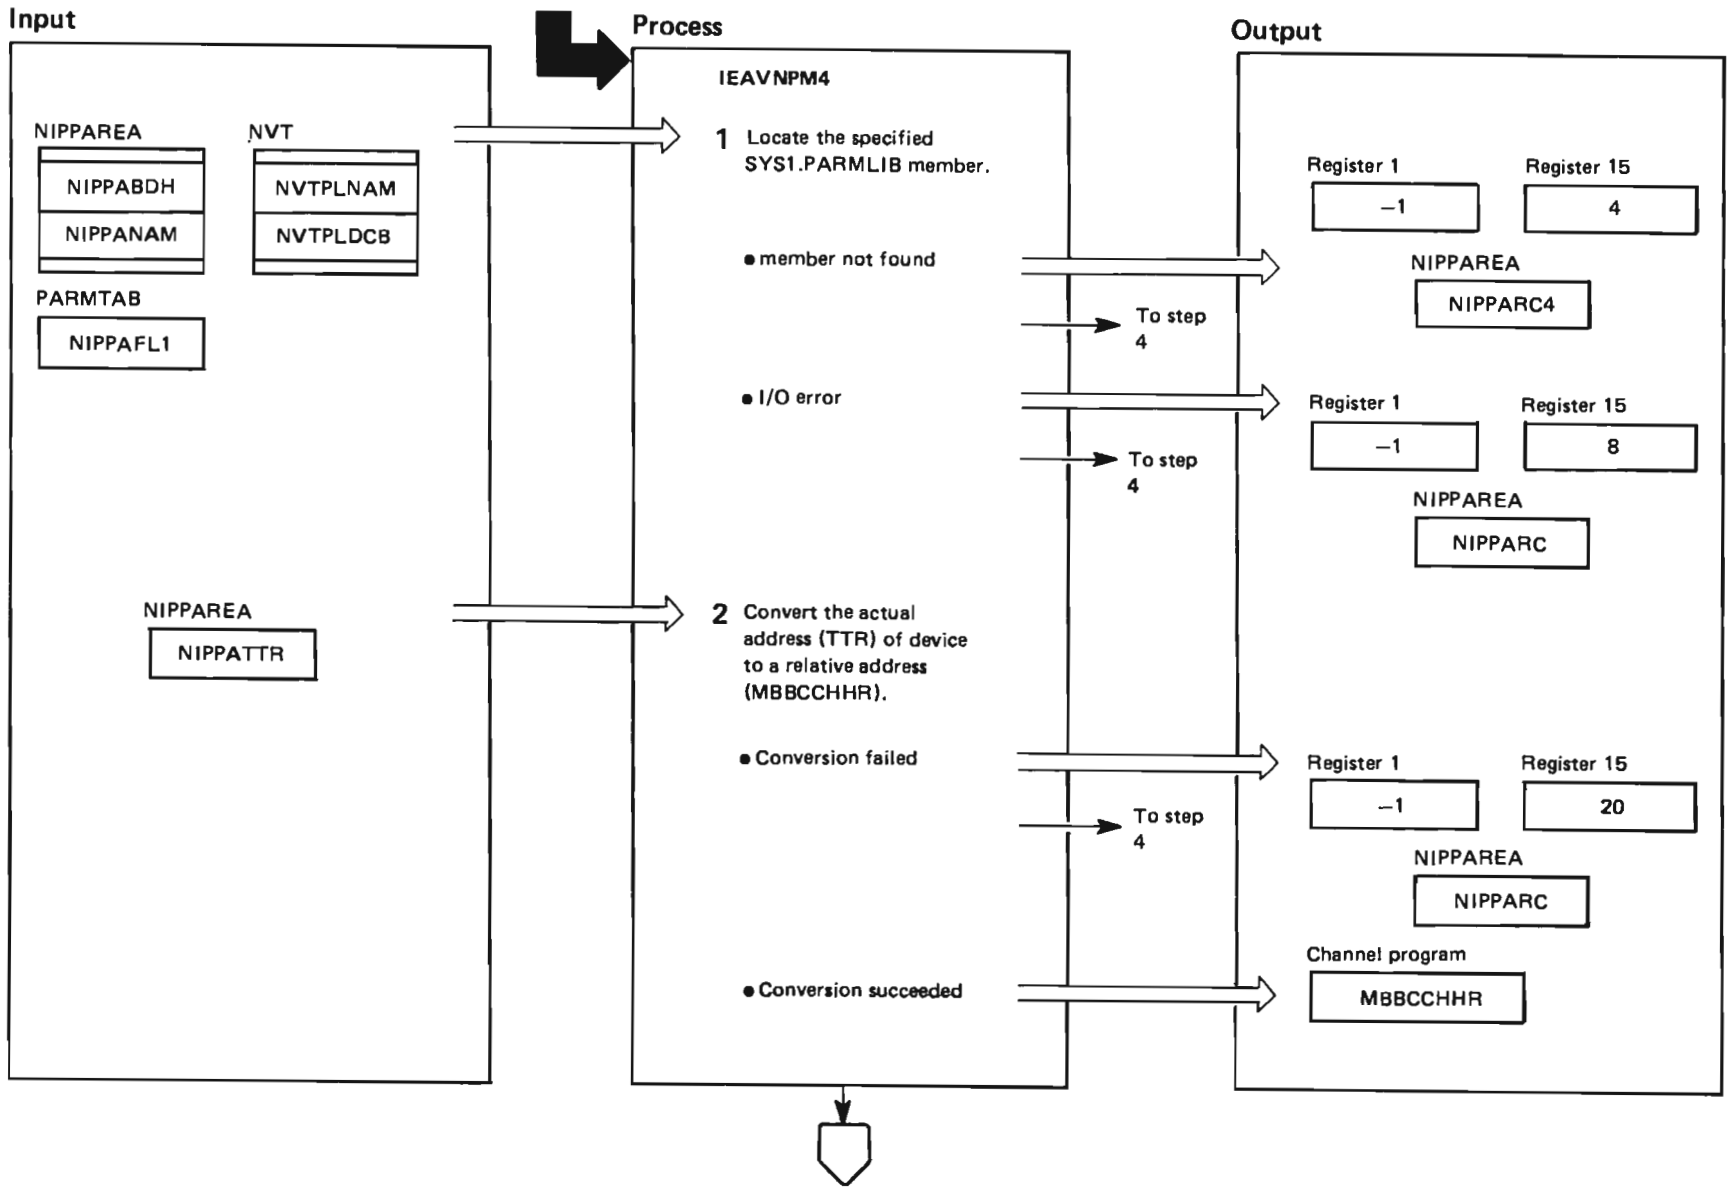 Input
NIPPAREA
NIPPABDH
NIPPANAM
NVT
NVTPLNAM
NVTPLDCB
PARMTAB
NIPPAFL1
NIPPAREA
NIPPATTR
Process
IEAVNPM4
1 Locate the specified
SYS1.PARMLIB member.
• member not found
To step
4
• I/O error
To step
4
2 Convert the actual
address (TTR) of device
to a relative address
(MBBCCHHR).
• Conversion failed
To step
4
• Conversion succeeded
Output
Register 1
–1
Register 15
4
NIPPAREA
NIPPARC4
Register 1
–1
Register 15
8
NIPPAREA
NIPPARC
Register 1
–1
Register 15
20
NIPPAREA
NIPPARC
Channel program
MBBCCHHR